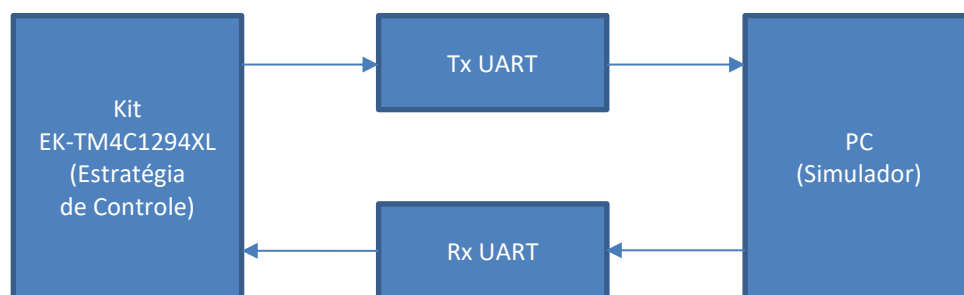 Kit
EK-TM4C1294XL
(Estratégia
de Controle)
Tx UART
Rx UART
PC
(Simulador)